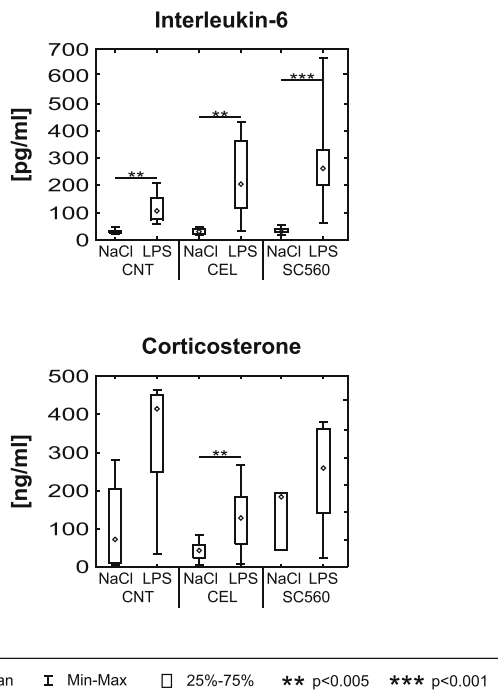 Interleukin-6
700
600
500
400
300
200
100
0
[pg/ml]
**
**
***
NaCl LPS NaCl LPS NaCl LPS
CNT CEL SC560
Corticosterone
500
400
300
200
100
0
[ng/ml]
**
NaCl LPS NaCl LPS NaCl LPS
CNT CEL SC560
an Min-Max 25%-75% ** p<0.005 *** p<0.001